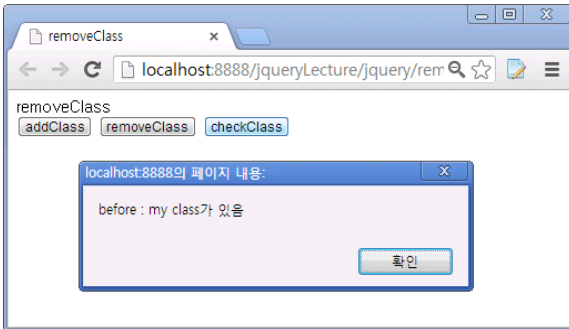 removeClass
localhost:8888/jqueryLecture/jquery/rem
removeClass
addClass removeClass checkClass
localhost:8888의 페이지 내용:
before : my class가 있음
확인